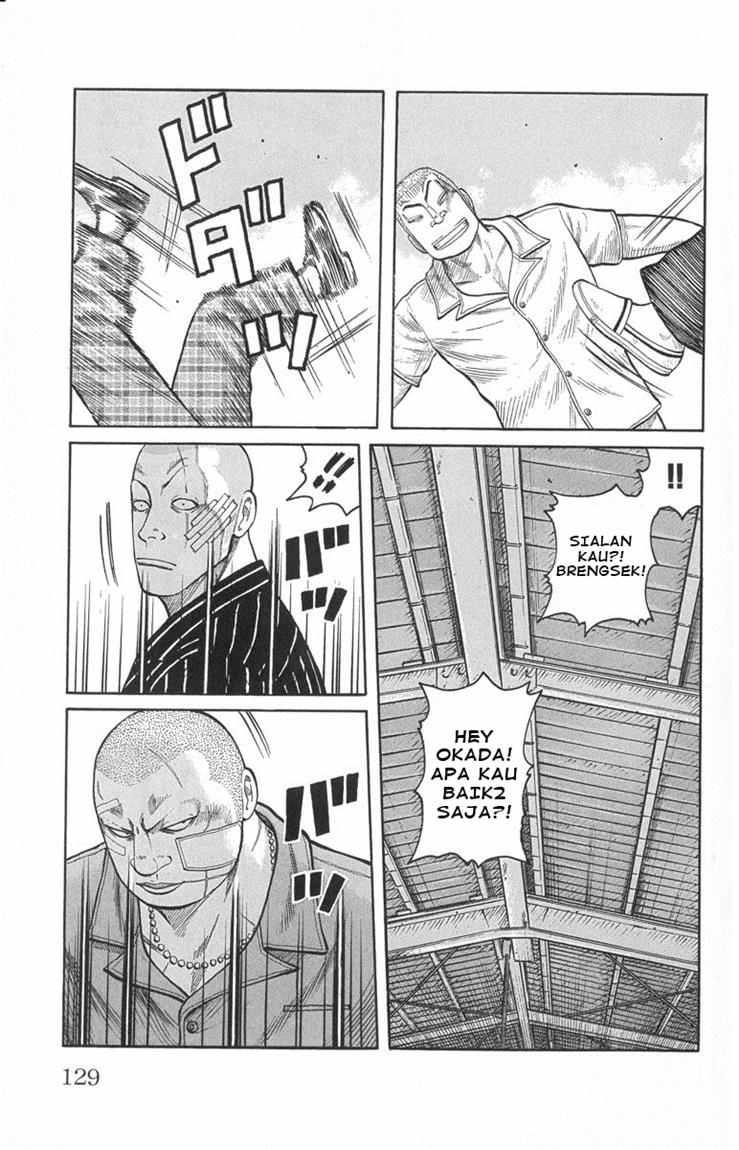 ドダッ
!!
SIALAN
KAU?!
BRENGSEK!
HEY
OKADA!
APA KAU
BAIK2
SAJA?!
!!
バッ
バッ
129